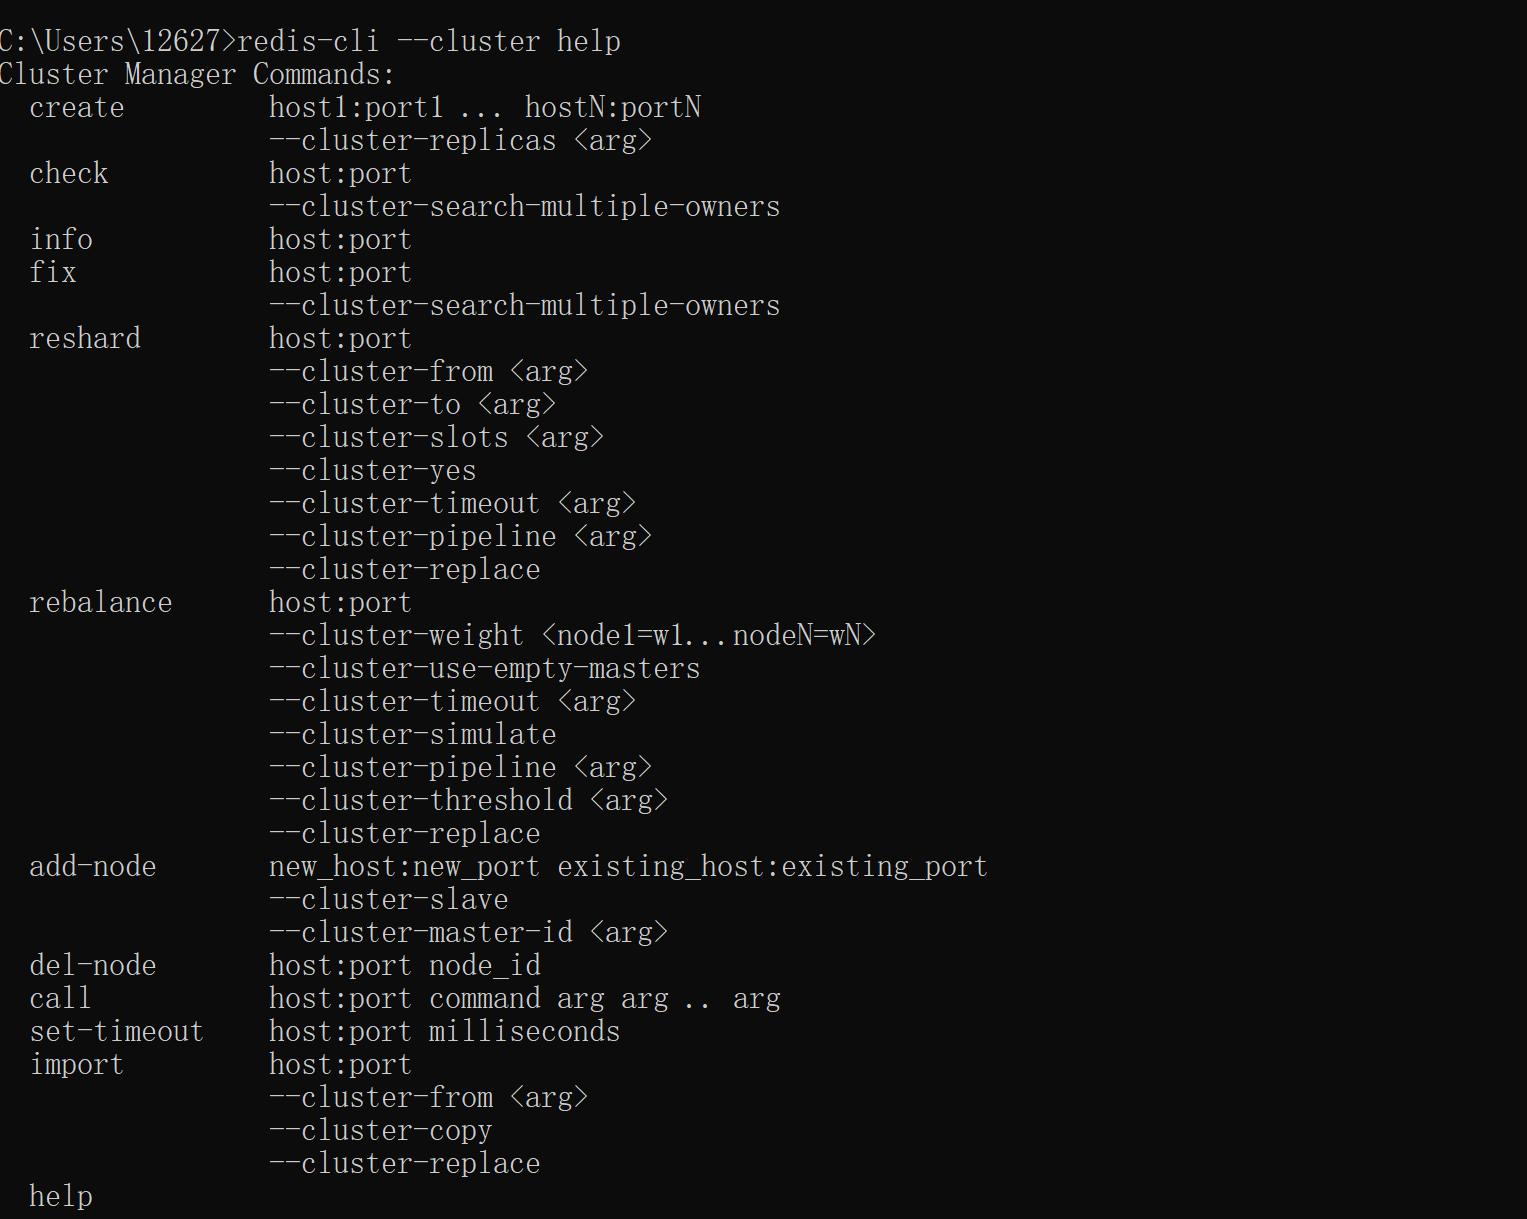 C:\Users\12627>redis-cli --cluster help
Cluster Manager Commands:
  create         host1:port1 ... hostN:portN
                 --cluster-replicas <arg>
  check          host:port
                 --cluster-search-multiple-owners
  info           host:port
  fix            host:port
                 --cluster-search-multiple-owners
  reshard        host:port
                 --cluster-from <arg>
                 --cluster-to <arg>
                 --cluster-slots <arg>
                 --cluster-yes
                 --cluster-timeout <arg>
                 --cluster-pipeline <arg>
                 --cluster-replace
  rebalance      host:port
                 --cluster-weight <node1=w1...nodeN=wN>
                 --cluster-use-empty-masters
                 --cluster-timeout <arg>
                 --cluster-simulate
                 --cluster-pipeline <arg>
                 --cluster-threshold <arg>
                 --cluster-replace
  add-node       new_host:new_port existing_host:existing_port
                 --cluster-slave
                 --cluster-master-id <arg>
  del-node       host:port node_id
  call           host:port command arg arg .. arg
  set-timeout    host:port milliseconds
  import         host:port
                 --cluster-from <arg>
                 --cluster-copy
                 --cluster-replace
  help